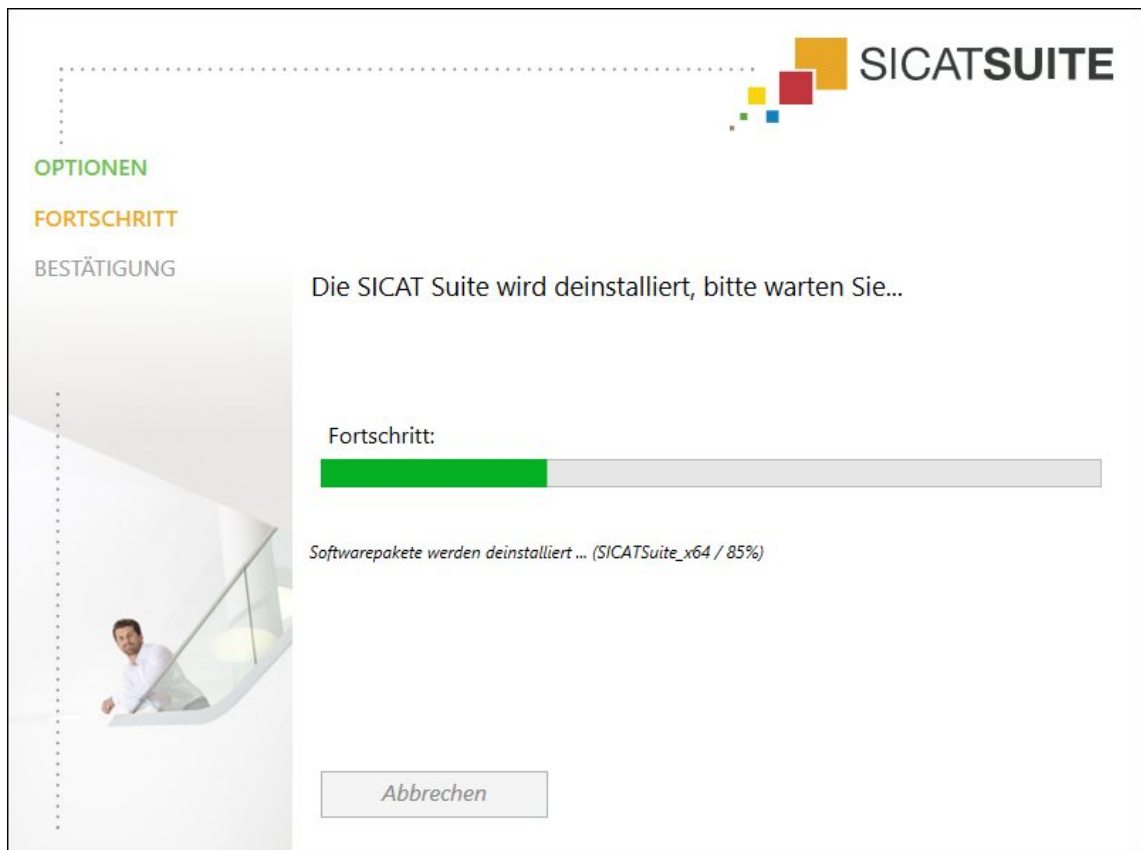 SICATSUITE
OPTIONEN
FORTSCHRITT
BESTÄTIGUNG
Die SICAT Suite wird deinstalliert, bitte warten Sie...
Fortschritt:
Softwarepakete werden deinstalliert ... (SICATSuite_x64 / 85%)
Abbrechen